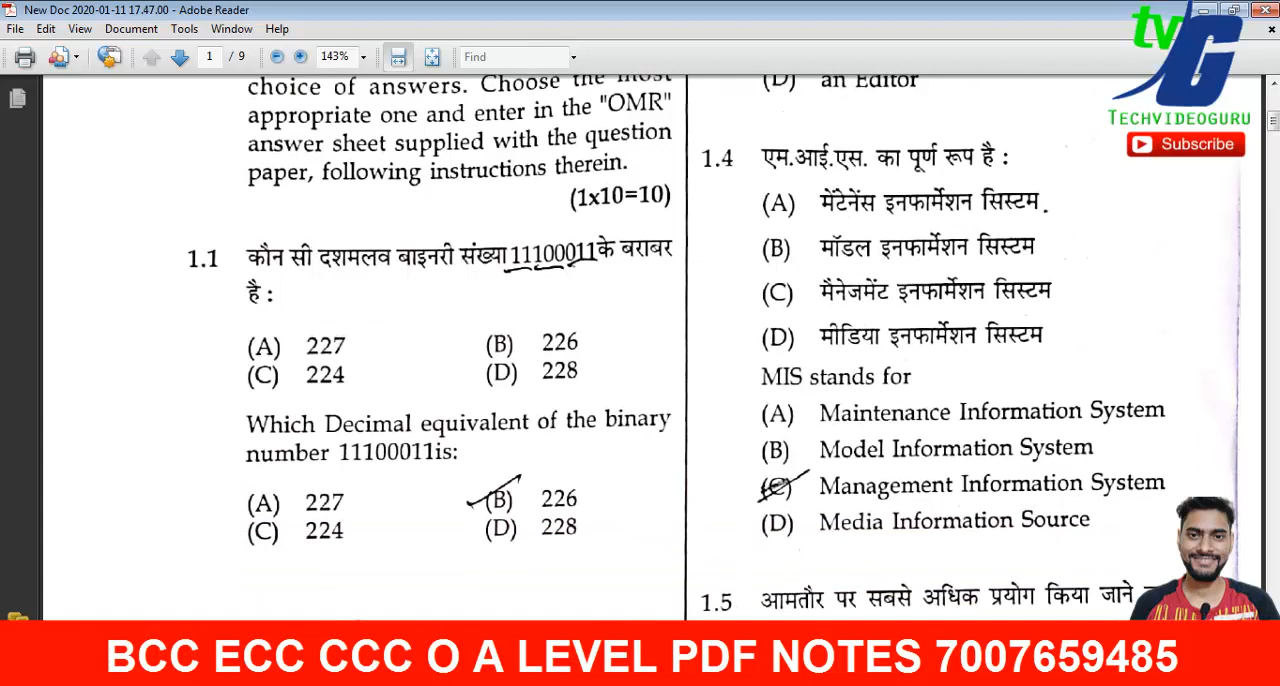 New Doc 2020-01-11 17.47.00 - Adobe Reader
File Edit View Document Tools Window Help
1 / 9 143% Find
tv G
TECHVIDEOGURU
Subscribe
choice of answers. Choose the most
appropriate one and enter in the "OMR"
answer sheet supplied with the question
paper, following instructions therein.
(1x10=10)
1.1 कौन सी दशमलव बाइनरी संख्या 11100011के बराबर
है :
(A) 227 (B) 226
(C) 224 (D) 228
Which Decimal equivalent of the binary
number 11100011is:
(A) 227 (B) 226
(C) 224 (D) 228
(D) an Editor
1.4 एम.आई.एस. का पूर्ण रूप है :
(A) मेंटेनेंस इनफार्मेशन सिस्टम.
(B) मॉडल इनफार्मेशन सिस्टम
(C) मैनेजमेंट इनफार्मेशन सिस्टम
(D) मीडिया इनफार्मेशन सिस्टम
MIS stands for
(A) Maintenance Information System
(B) Model Information System
(C) Management Information System
(D) Media Information Source
1.5 आमतौर पर सबसे अधिक प्रयोग किया जाने
BCC ECC CCC O A LEVEL PDF NOTES 7007659485